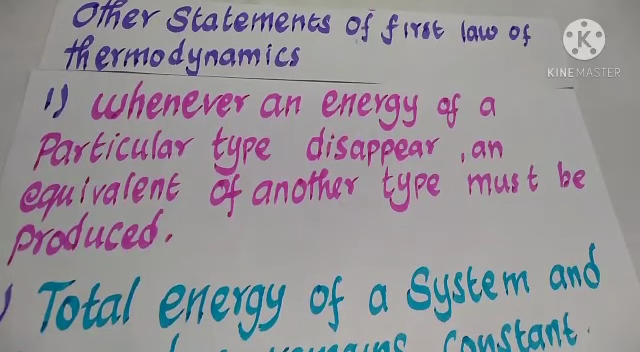 Other Statements of first law of
thermodynamics
KINEMASTER
1) Whenever an energy of a
Particular type disappear, an
equivalent of another type must be
produced.
) Total energy of a System and
remains constant.